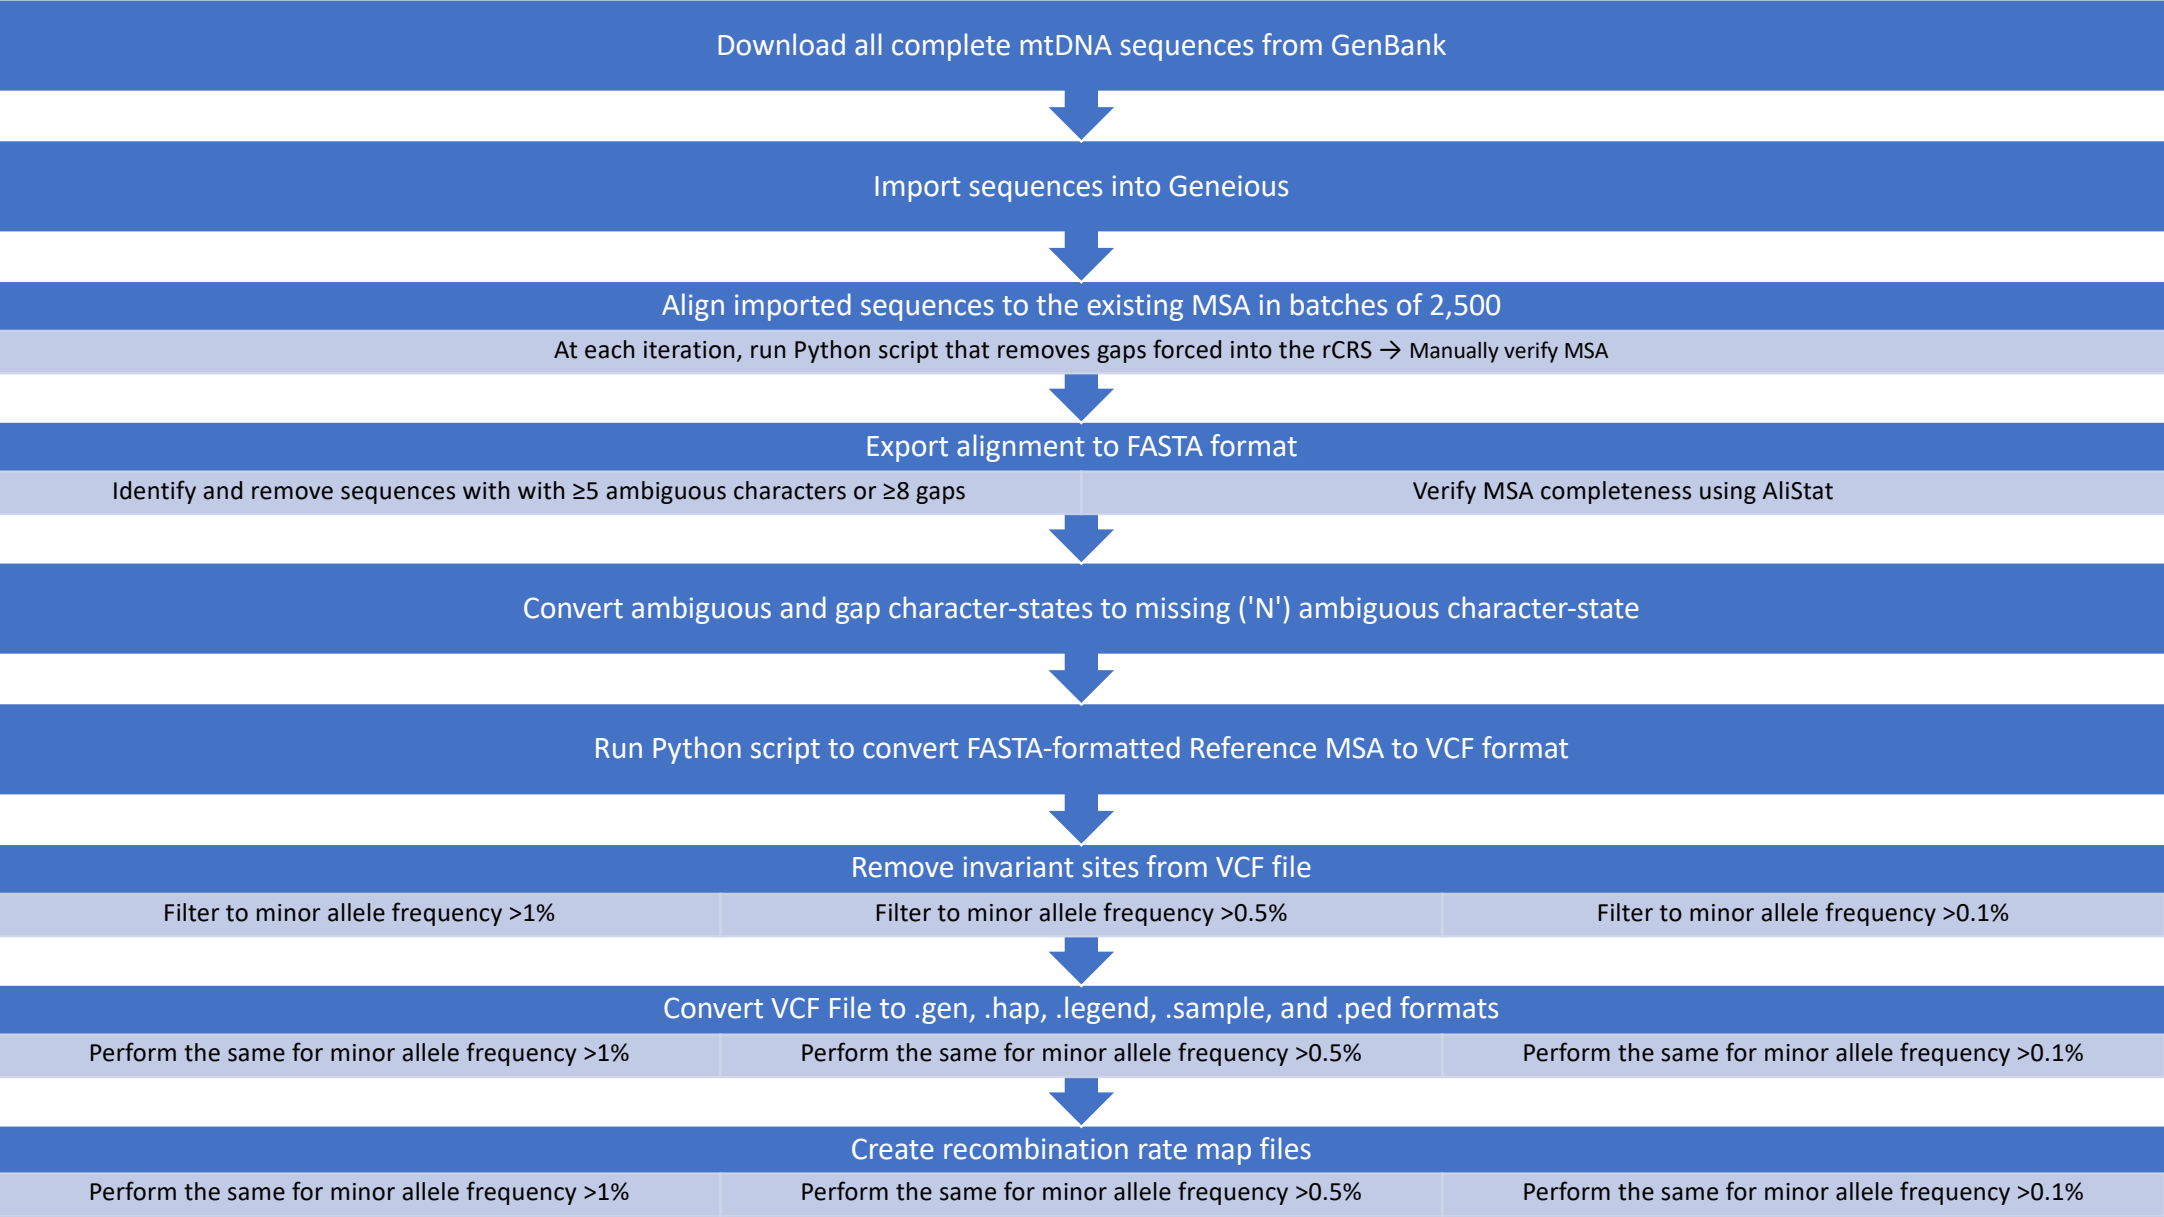 Download all complete mtDNA sequences from GenBank
Import sequences into Geneious
Align imported sequences to the existing MSA in batches of 2,500
At each iteration, run Python script that removes gaps forced into the rCRS → Manually verify MSA
Export alignment to FASTA format
Identify and remove sequences with with ≥5 ambiguous characters or ≥8 gaps
Verify MSA completeness using AliStat
Convert ambiguous and gap character-states to missing ('N') ambiguous character-state
Run Python script to convert FASTA-formatted Reference MSA to VCF format
Remove invariant sites from VCF file
Filter to minor allele frequency >1%
Filter to minor allele frequency >0.5%
Filter to minor allele frequency >0.1%
Convert VCF File to .gen, .hap, .legend, .sample, and .ped formats
Perform the same for minor allele frequency >1%
Perform the same for minor allele frequency >0.5%
Perform the same for minor allele frequency >0.1%
Create recombination rate map files
Perform the same for minor allele frequency >1%
Perform the same for minor allele frequency >0.5%
Perform the same for minor allele frequency >0.1%